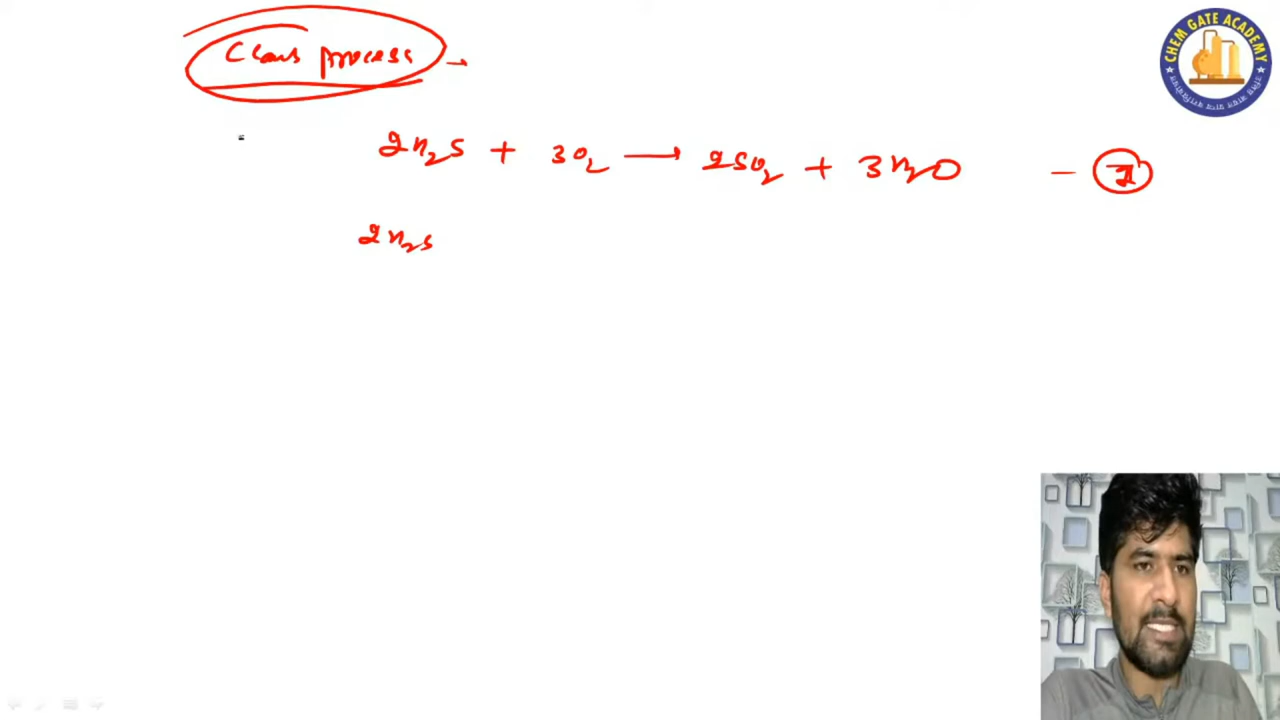 Claus process →
2H₂S + 3O₂ → 2SO₂ + 3H₂O — I
2H₂S
CHEM GATE ACADEMY